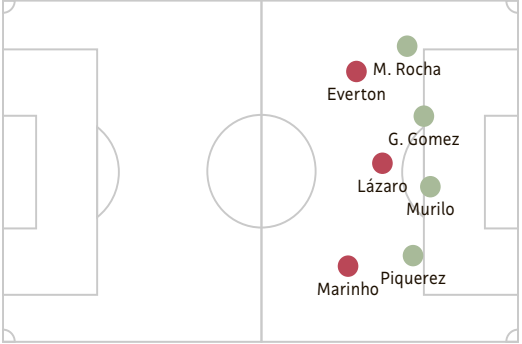 M. Rocha
Everton
G. Gomez
Lázaro
Murilo
Piquerez
Marinho